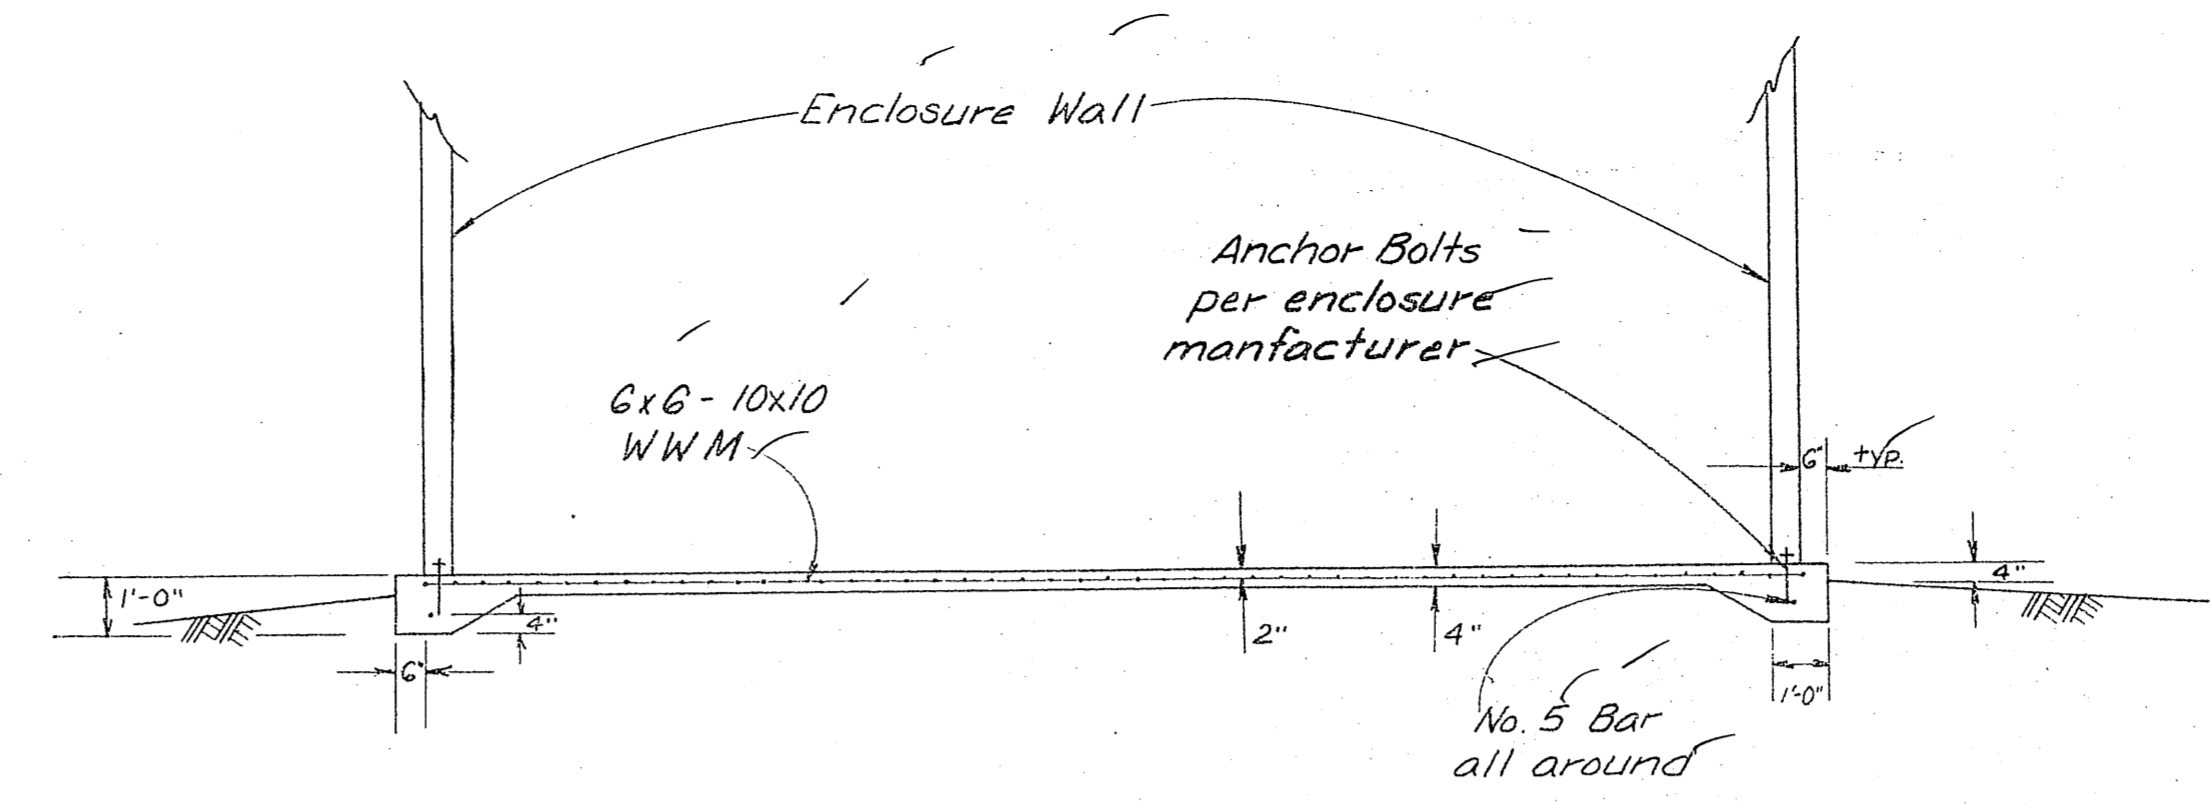 Enclosure Wall
Anchor Bolts
per enclosure
manfacturer
6x6 - 10x10
WWM
6" typ.
1'-0"
4"
4"
2"
4"
6"
1'-0"
No. 5 Bar
all around